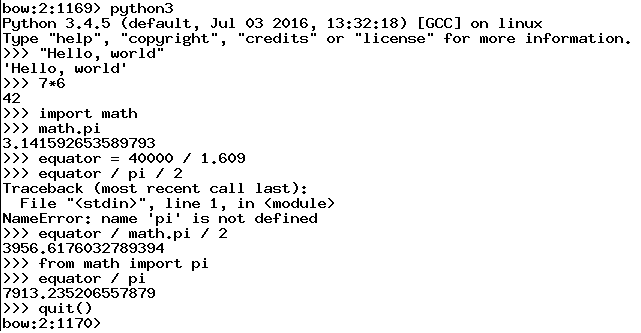 bow:2:1169> python3
Python 3.4.5 (default, Jul 03 2016, 13:32:18) [GCC] on linux
Type "help", "copyright", "credits" or "license" for more information.
>>> "Hello, world"
'Hello, world'
>>> 7*6
42
>>> import math
>>> math.pi
3.141592653589793
>>> equator = 40000 / 1.609
>>> equator / pi / 2
Traceback (most recent call last):
  File "<stdin>", line 1, in <module>
NameError: name 'pi' is not defined
>>> equator / math.pi / 2
3956.6176032789394
>>> from math import pi
>>> equator / pi
7913.235206557879
>>> quit()
bow:2:1170>